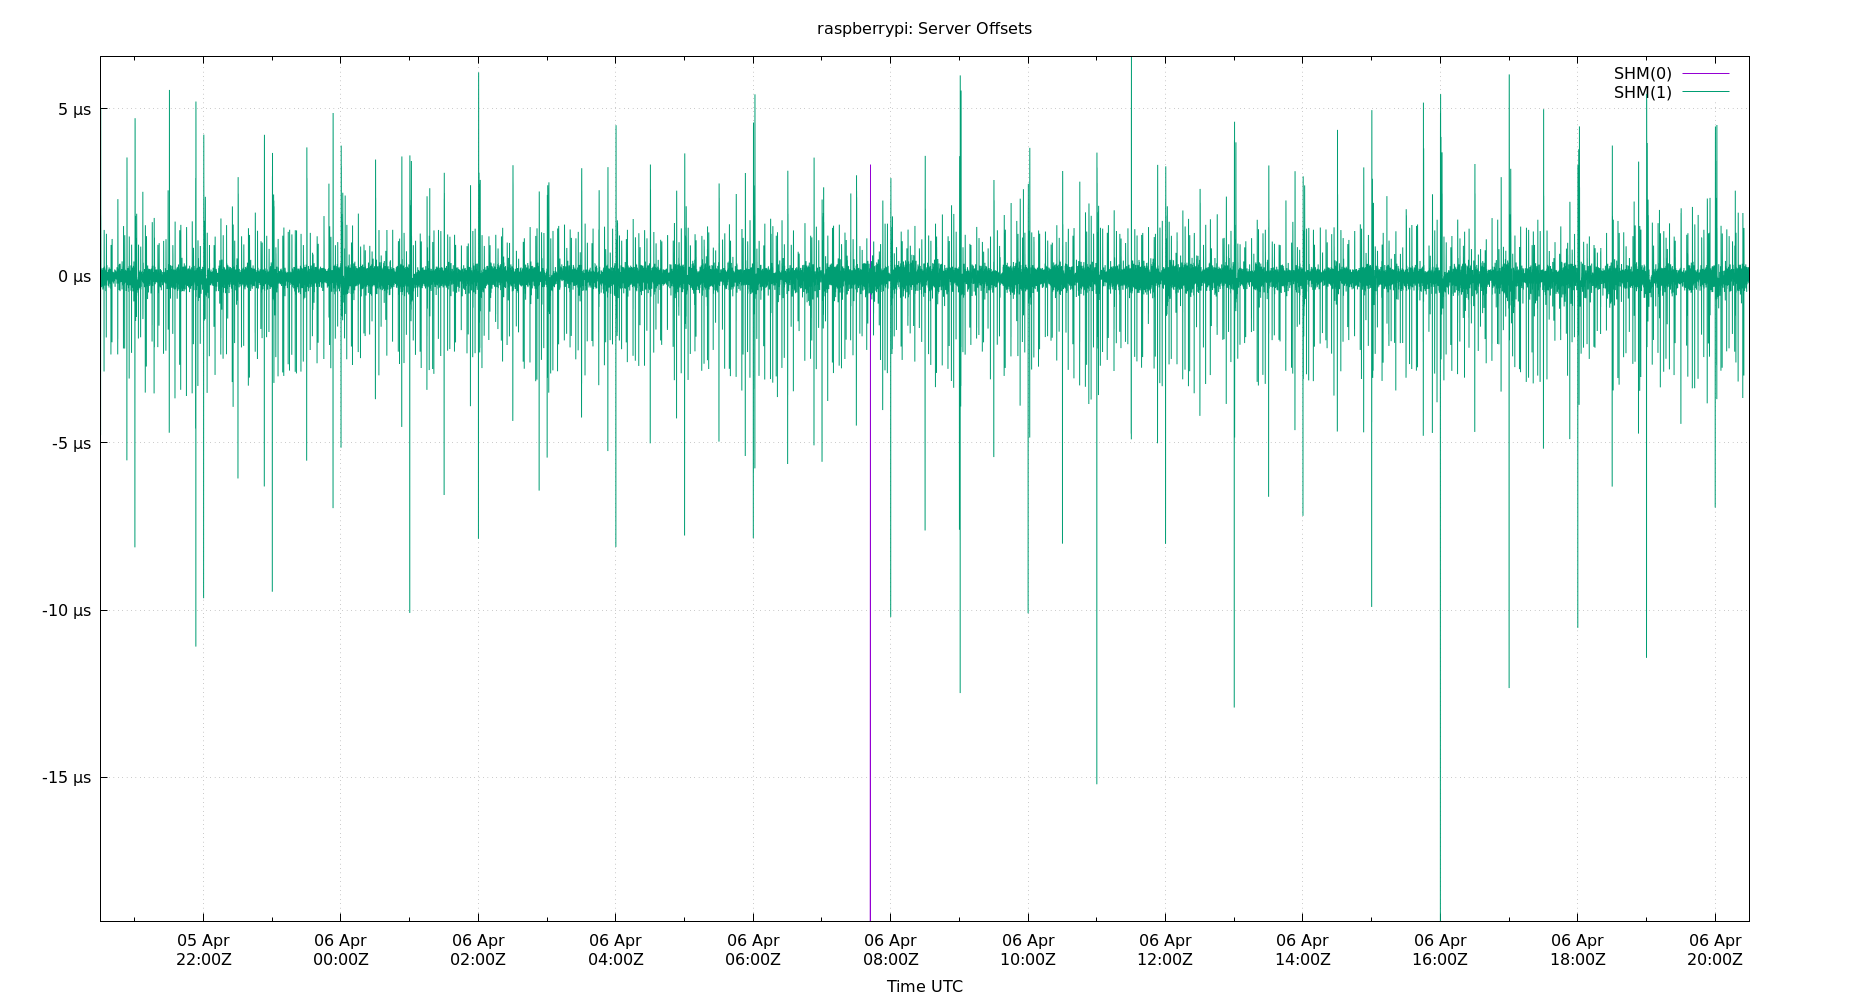 raspberrypi: Server Offsets
SHM(0)
SHM(1)
5 µs
0 µs
-5 µs
-10 µs
-15 µs
05 Apr 06 Apr 06 Apr 06 Apr 06 Apr 06 Apr 06 Apr 06 Apr 06 Apr 06 Apr 06 Apr 06 Apr
22:00Z 00:00Z 02:00Z 04:00Z 06:00Z 08:00Z 10:00Z 12:00Z 14:00Z 16:00Z 18:00Z 20:00Z
Time UTC